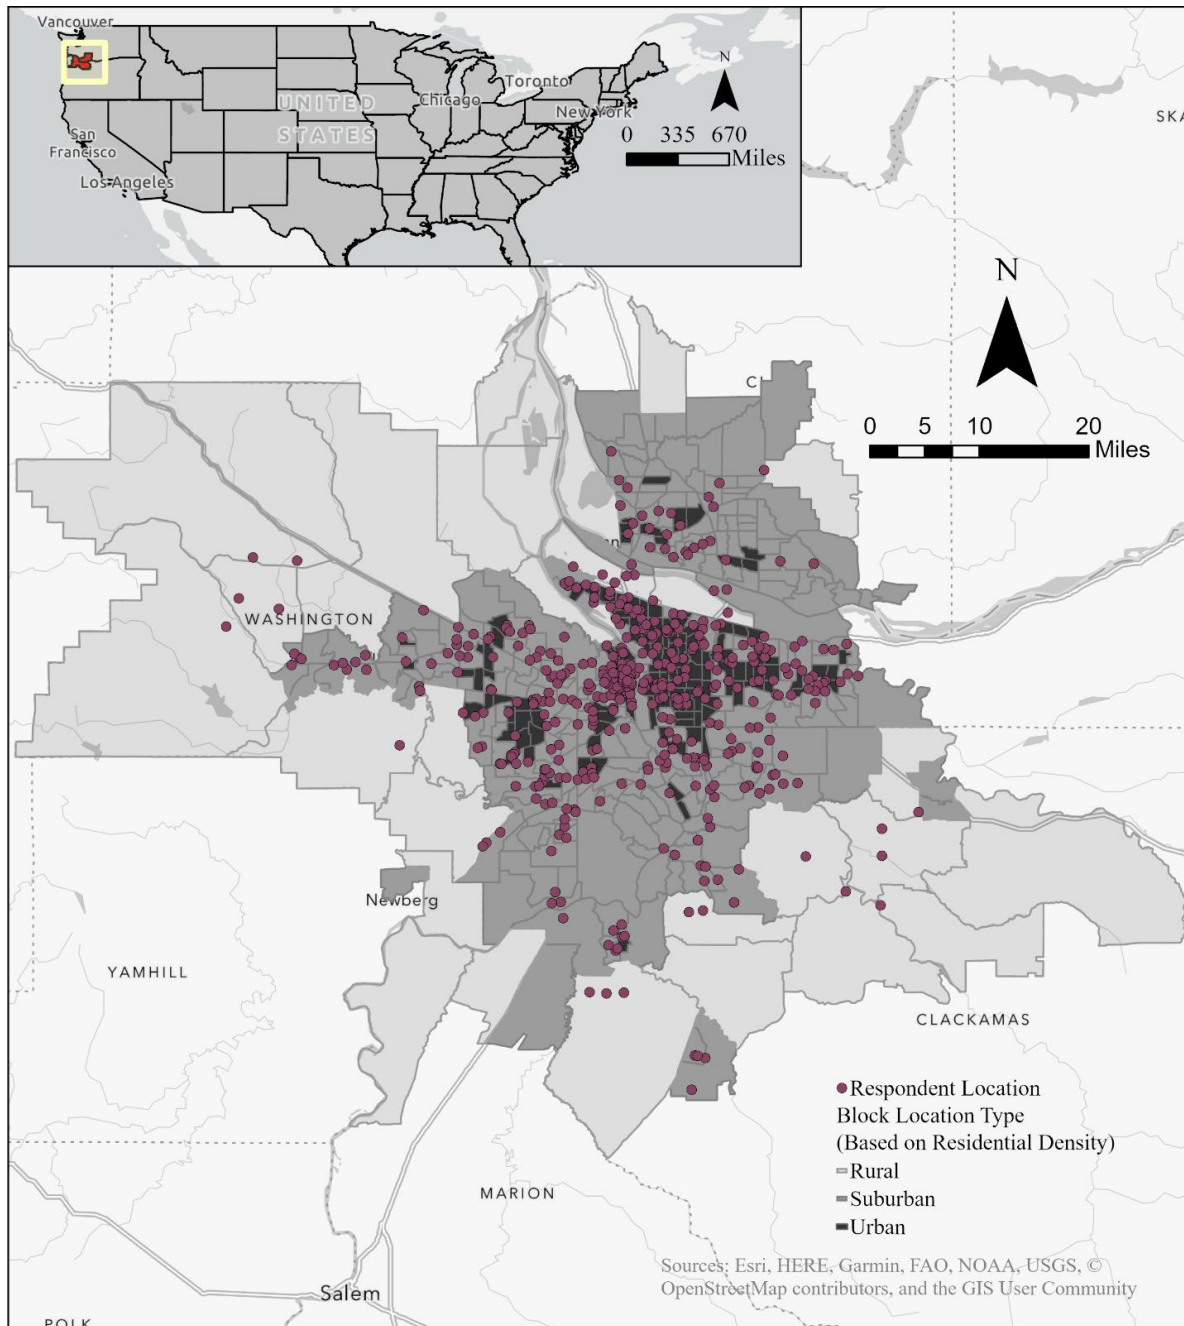 Vancouver
UNITED
STATES
San
Francisco
Los Angeles
Chicago
Toronto
New York
N
0 335 670
Miles
SKA
N
0 5 10 20
Miles
WASHINGTON
Newberg
YAMHILL
CLACKAMAS
MARION
Salem
POLK
Respondent Location
Block Location Type
(Based on Residential Density)
Rural
Suburban
Urban
Sources: Esri, HERE, Garmin, FAO, NOAA, USGS, ©
OpenStreetMap contributors, and the GIS User Community